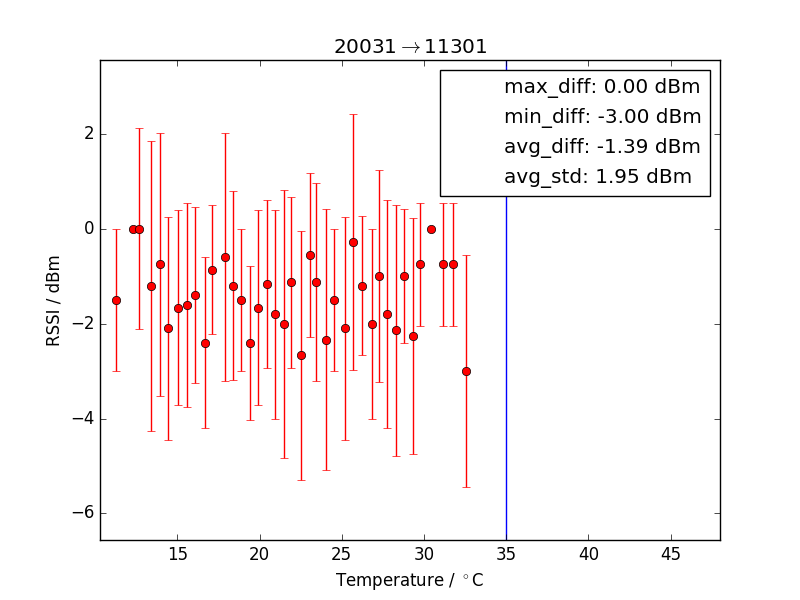 20031→11301
max_diff: 0.00 dBm
min_diff: -3.00 dBm
avg_diff: -1.39 dBm
avg_std: 1.95 dBm
RSSI / dBm
2
0
−2
−4
−6
15 20 25 30 35 40 45
Temperature / °C